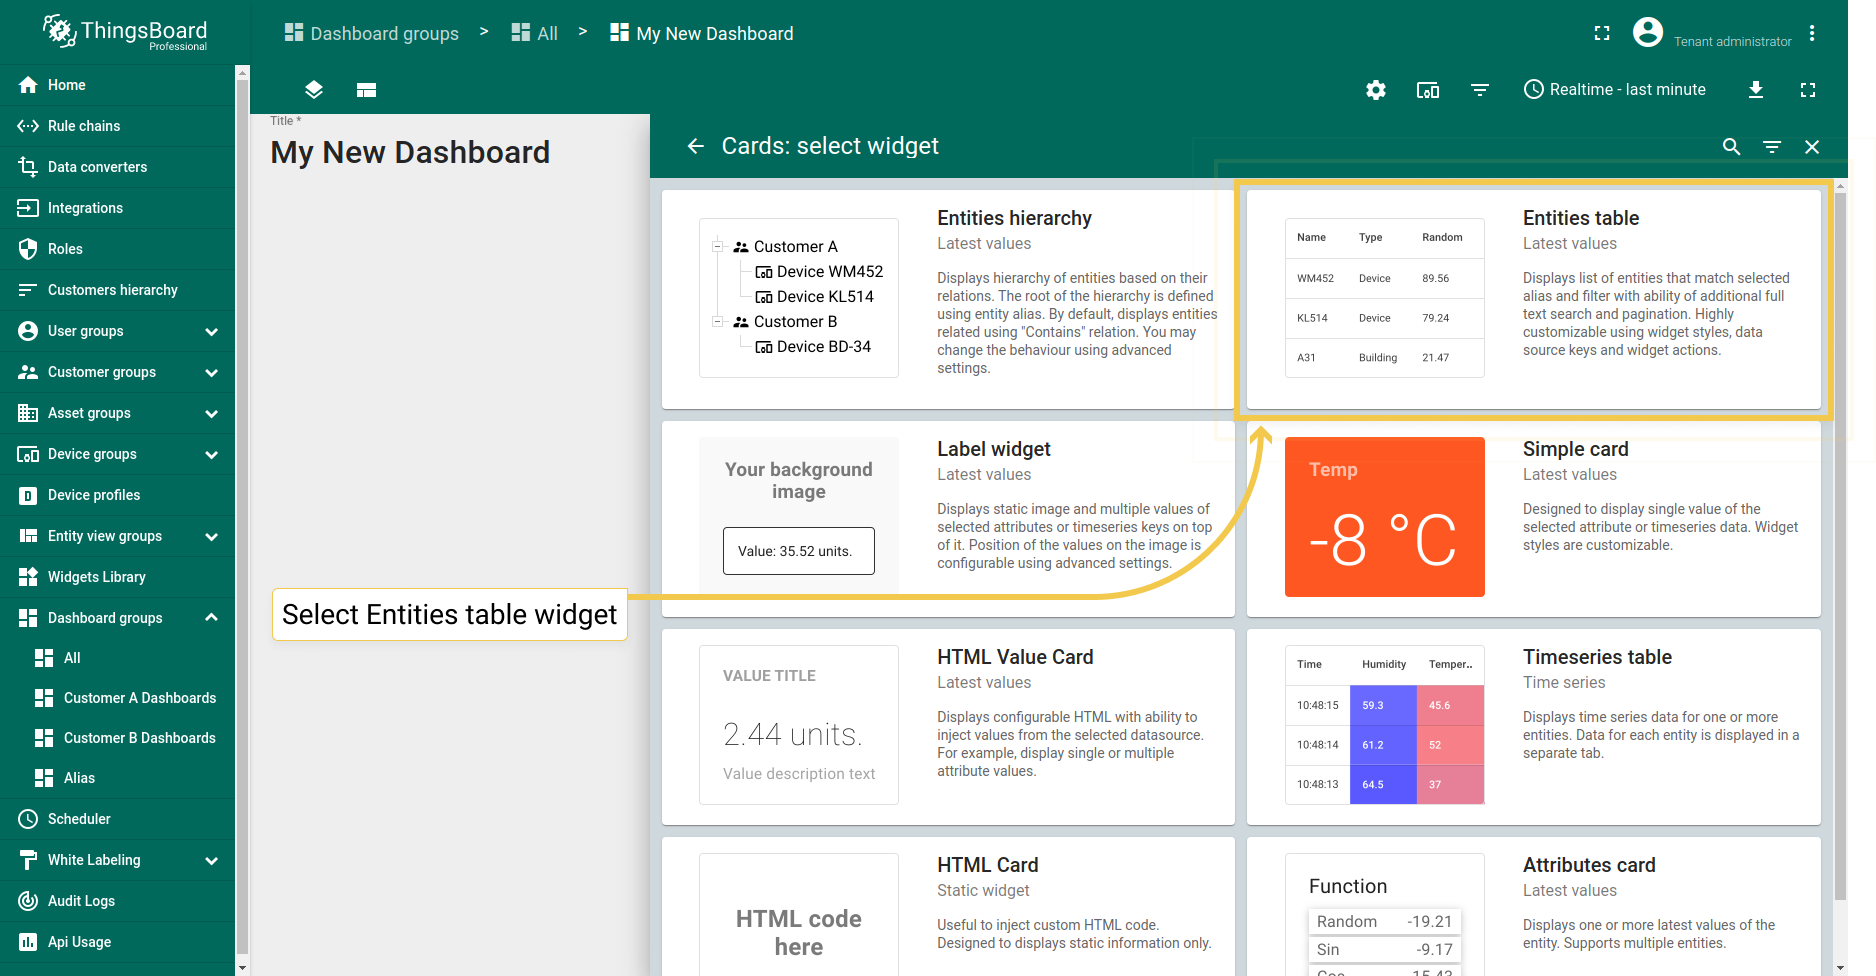 ThingsBoard
Professional
Dashboard groups > All > My New Dashboard
Tenant administrator
Realtime - last minute
Home
Rule chains
Data converters
Integrations
Roles
Customers hierarchy
User groups
Customer groups
Asset groups
Device groups
Device profiles
Entity view groups
Widgets Library
Dashboard groups
All
Customer A Dashboards
Customer B Dashboards
Alias
Scheduler
White Labeling
Audit Logs
Api Usage
Title *
My New Dashboard
Select Entities table widget
Cards: select widget
Customer A
Device WM452
Device KL514
Customer B
Device BD-34
Entities hierarchy
Latest values
Displays hierarchy of entities based on their
relations. The root of the hierarchy is defined
using entity alias. By default, displays entities
related using "Contains" relation. You may
change the behaviour using advanced
settings.
Name Type Random
WM452 Device 89.56
KL514 Device 79.24
A31 Building 21.47
Entities table
Latest values
Displays list of entities that match selected
alias and filter with ability of additional full
text search and pagination. Highly
customizable using widget styles, data
source keys and widget actions.
Your background
image
Value: 35.52 units.
Label widget
Latest values
Displays static image and multiple values of
selected attributes or timeseries keys on top
of it. Position of the values on the image is
configurable using advanced settings.
Temp
-8 °C
Simple card
Latest values
Designed to display single value of the
selected attribute or timeseries data. Widget
styles are customizable.
VALUE TITLE
2.44 units.
Value description text
HTML Value Card
Latest values
Displays configurable HTML with ability to
inject values from the selected datasource.
For example, display single or multiple
attribute values.
Time Humidity Temper..
10:48:15 59.3 45.6
10:48:14 61.2 52
10:48:13 64.5 37
Timeseries table
Time series
Displays time series data for one or more
entities. Data for each entity is displayed in a
separate tab.
HTML code
here
HTML Card
Static widget
Useful to inject custom HTML code.
Designed to displays static information only.
Function
Random -19.21
Sin -9.17
Cos 15.43
Attributes card
Latest values
Displays one or more latest values of the
entity. Supports multiple entities.